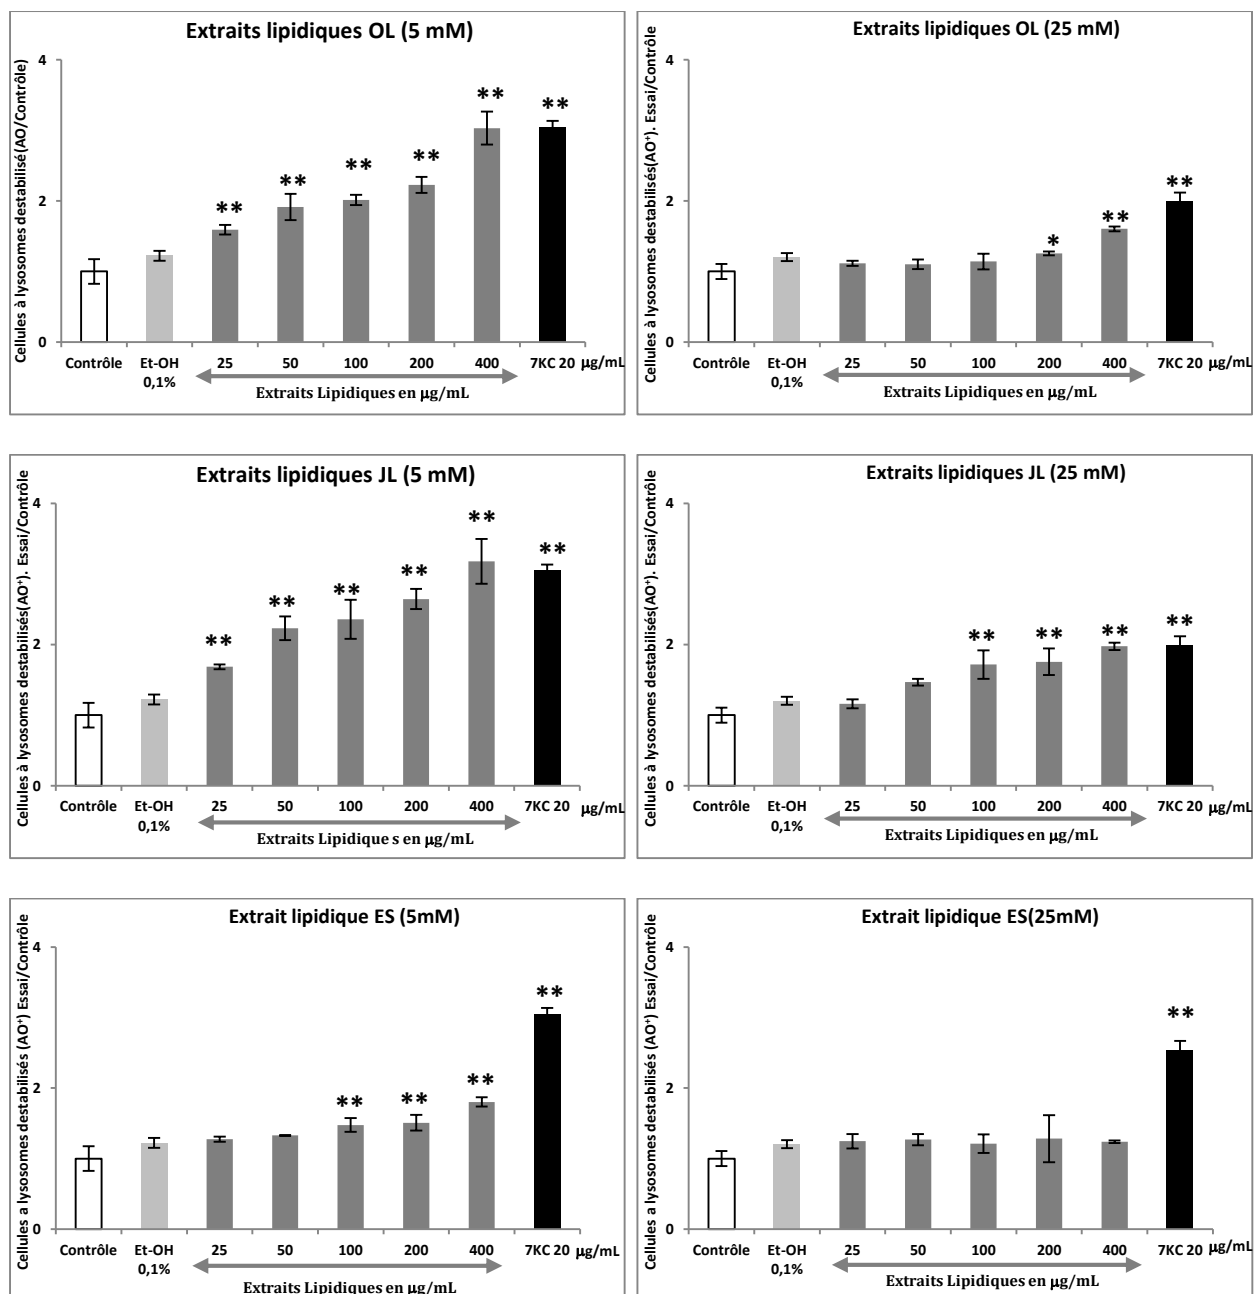 Extraits lipidiques OL (5 mM)
Cellules à lysosomes destabilisé(AO/Contrôle)
4
2
0
**
**
**
**
**
**
Contrôle
Et-OH
0,1%
25
50
100
200
400
7KC 20
µg/mL
Extraits Lipidiques en µg/mL
Extraits lipidiques OL (25 mM)
Cellules à lysosomes destabilisé(AO⁺). Essai/Contrôle
4
2
0
*
**
**
Contrôle
Et-OH
0,1%
25
50
100
200
400
7KC 20
µg/mL
Extraits Lipidiques en µg/mL
Extraits lipidiques JL (5 mM)
Cellules à lysosomes destabilisés(AO⁺). Essai/Contrôle
4
2
0
**
**
**
**
**
**
Contrôle
Et-OH
0,1%
25
50
100
200
400
7KC 20
µg/mL
Extraits Lipidique s en µg/mL
Extraits lipidiques JL (25 mM)
Cellules à lysosomes destabilisés(AO⁺). Essai/Contrôle
4
2
0
**
**
**
**
Contrôle
Et-OH
0,1%
25
50
100
200
400
7KC 20
µg/mL
Extraits Lipidiques en µg/mL
Extrait lipidique ES (5mM)
Cellules a lysosomes destabilisés (AO⁺) Essai/Contrôle
4
2
0
**
**
**
**
Contrôle
Et-OH
0,1%
25
50
100
200
400
7KC 20
µg/mL
Extraits Lipidiques en µg/mL
Extrait lipidique ES(25mM)
Cellules a lysosomes destabilisés(AO⁺). Essai/Contrôle
4
2
0
**
Contrôle
Et-OH
0,1%
25
50
100
200
400
7KC 20
µg/mL
Extraits Lipidiques en µg/mL